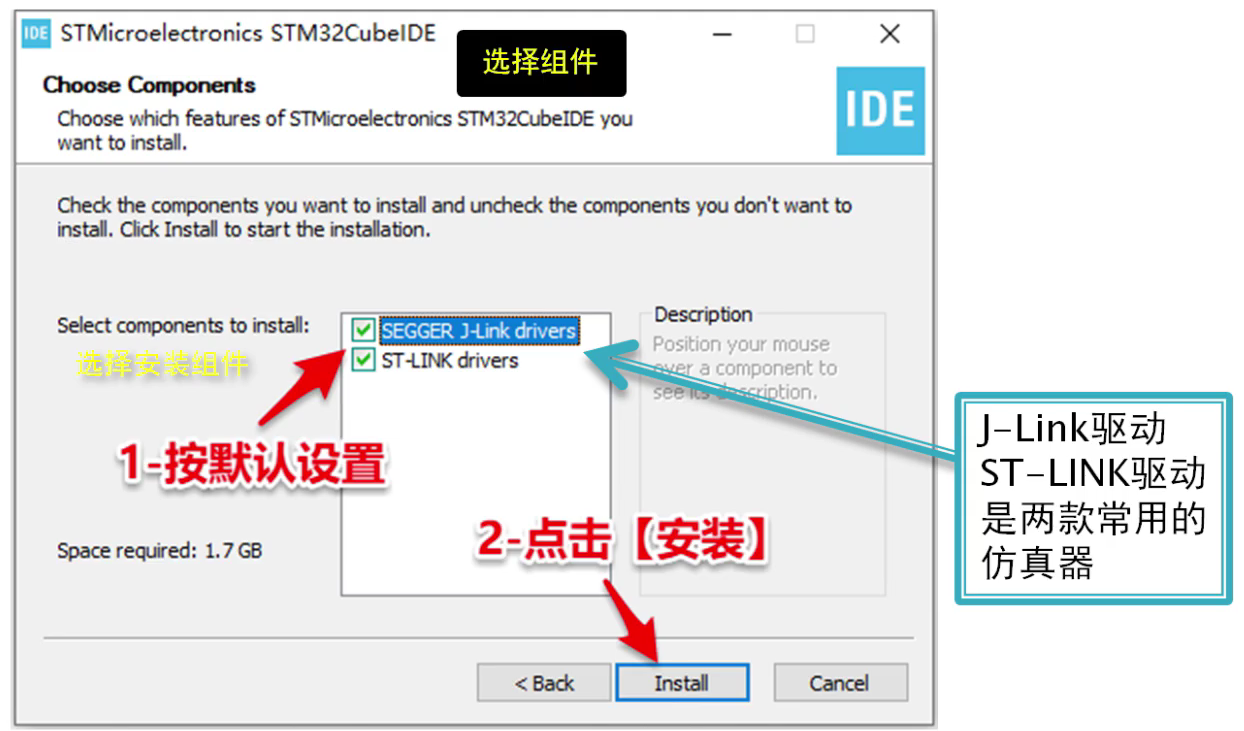 IDE STMicroelectronics STM32CubeIDE
选择组件
Choose Components
Choose which features of STMicroelectronics STM32CubeIDE you
want to install.
IDE
Check the components you want to install and uncheck the components you don't want to
install. Click Install to start the installation.
Select components to install:
选择安装组件
SEGGER J-Link drivers
ST-LINK drivers
Description
Position your mouse
over a component to
see its description.
1-按默认设置
J-Link驱动
ST-LINK驱动
是两款常用的
仿真器
2-点击【安装】
Space required: 1.7 GB
< Back
Install
Cancel